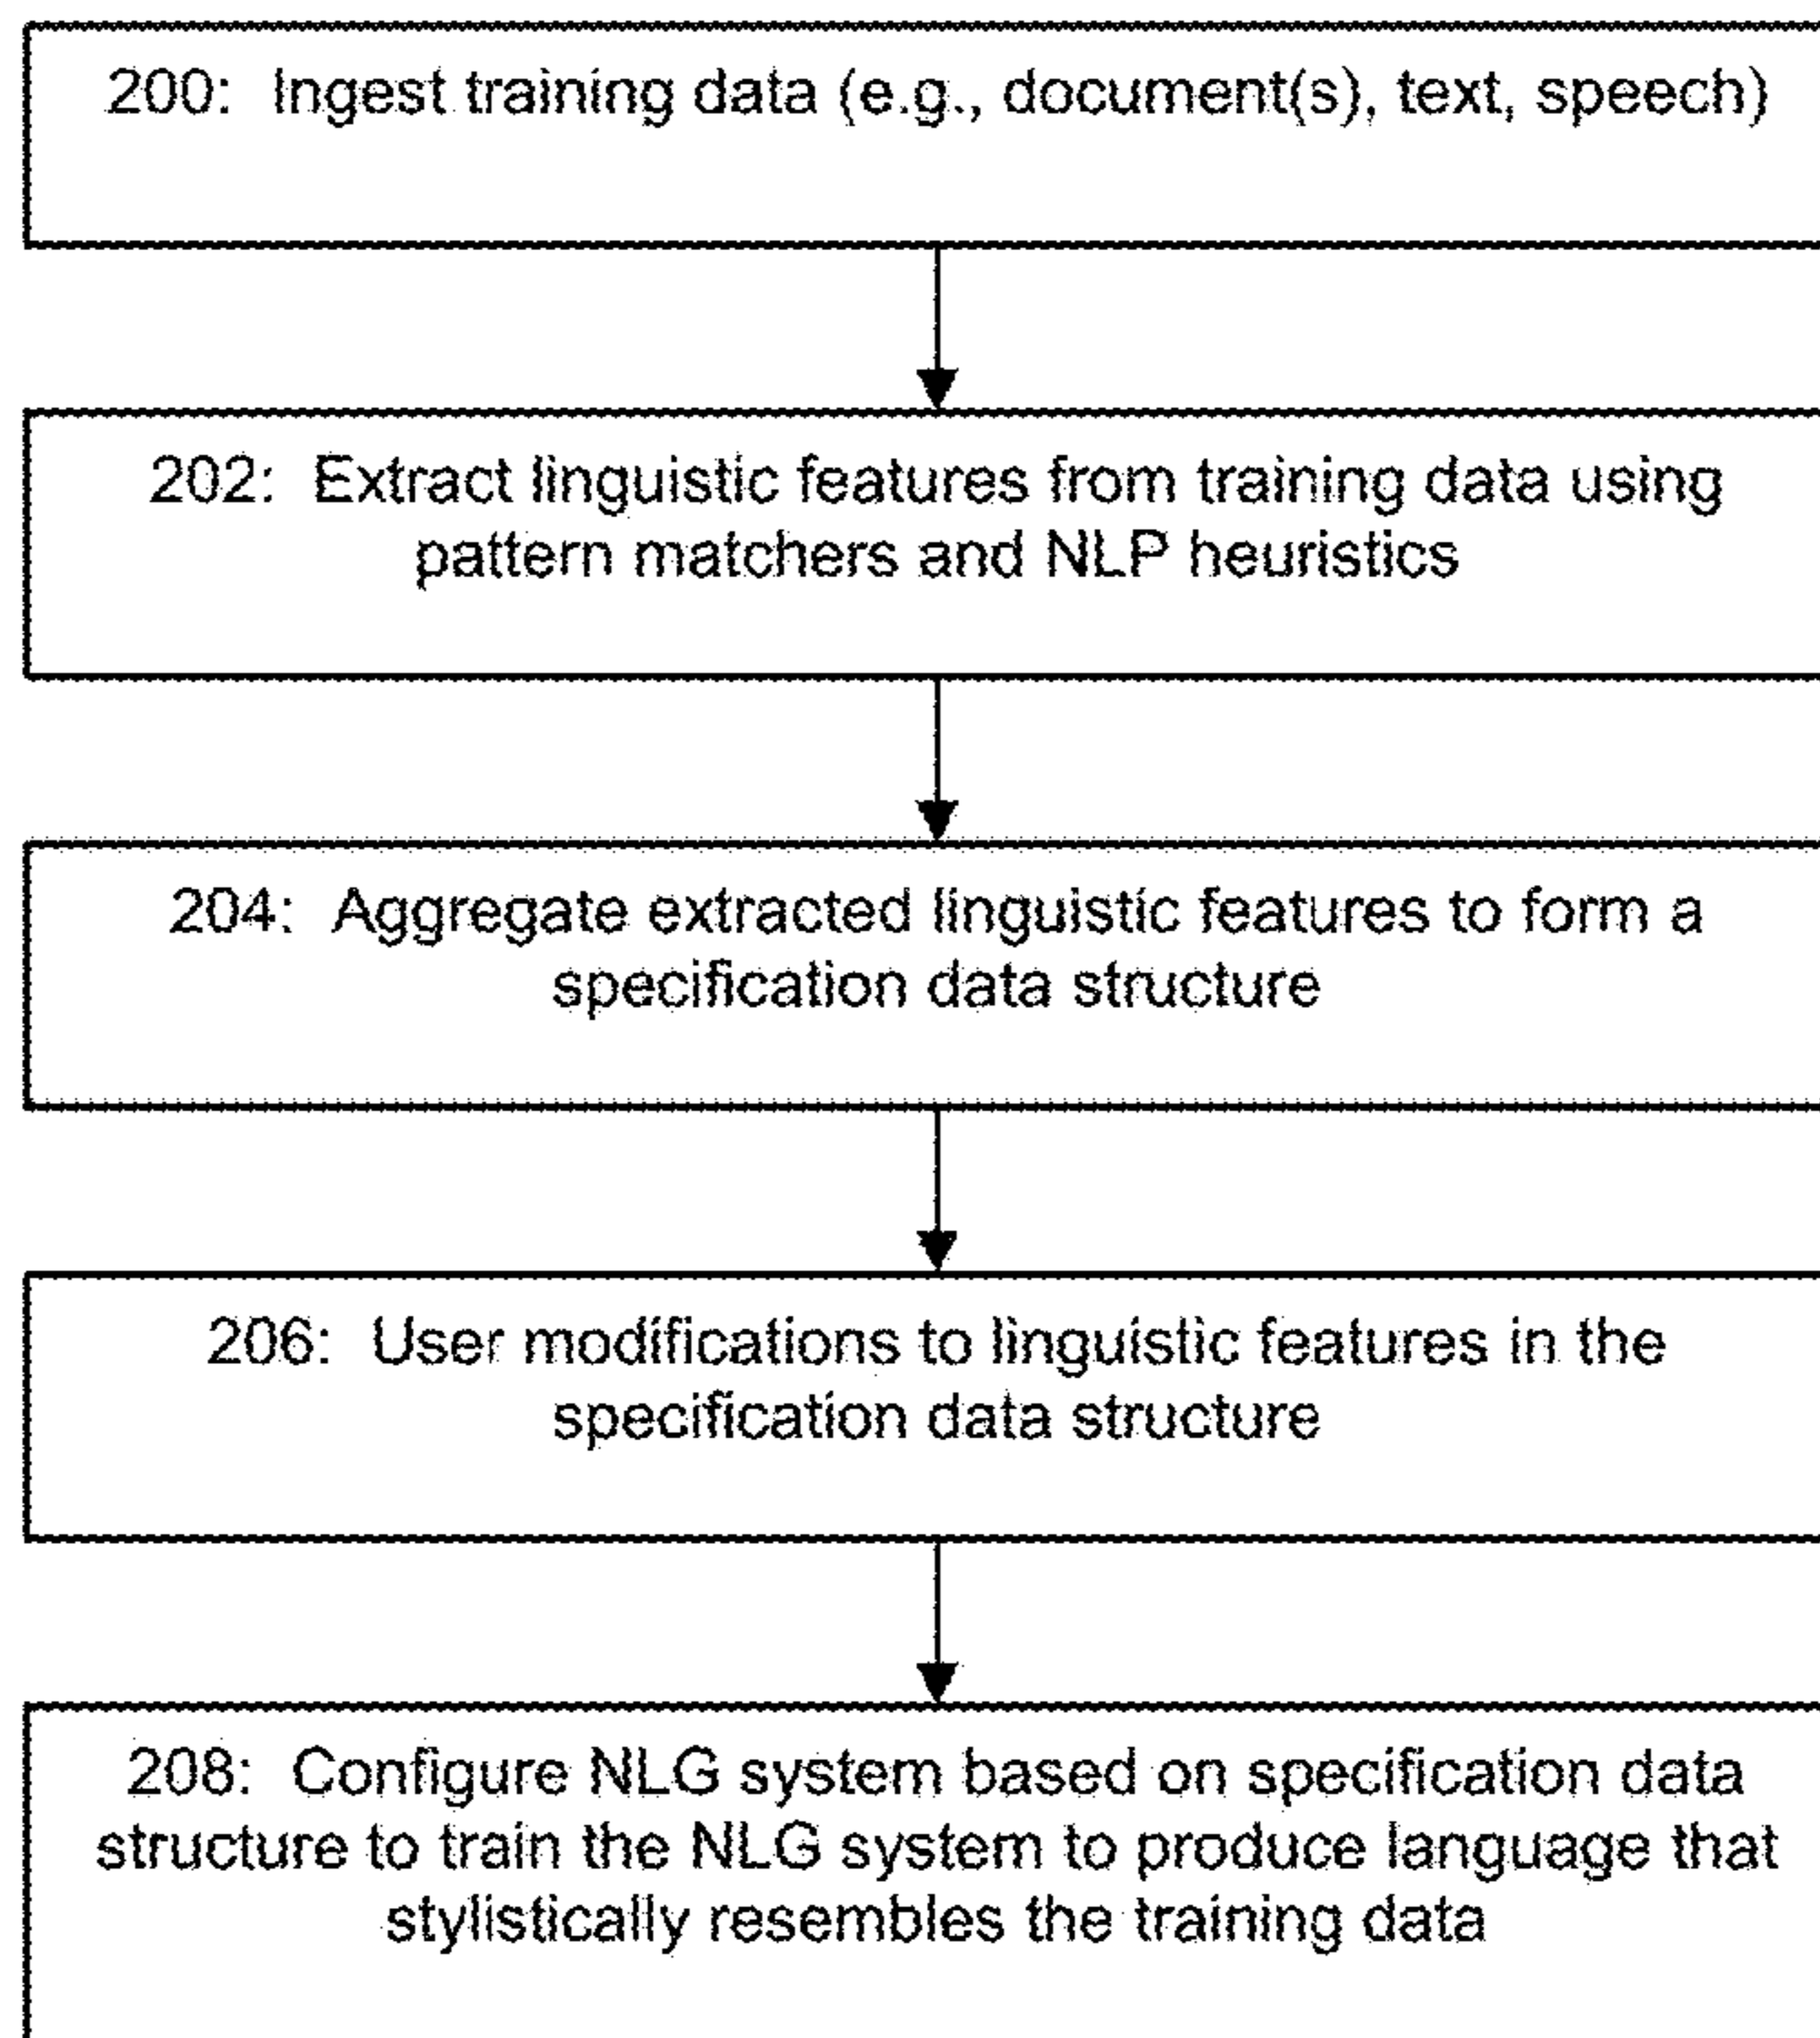 200: Ingest training data (e.g., document(s), text, speech)
202: Extract linguistic features from training data using
pattern matchers and NLP heuristics
204: Aggregate extracted linguistic features to form a
specification data structure
206: User modifications to linguistic features in the
specification data structure
208: Configure NLG system based on specification data
structure to train the NLG system to produce language that
stylistically resembles the training data